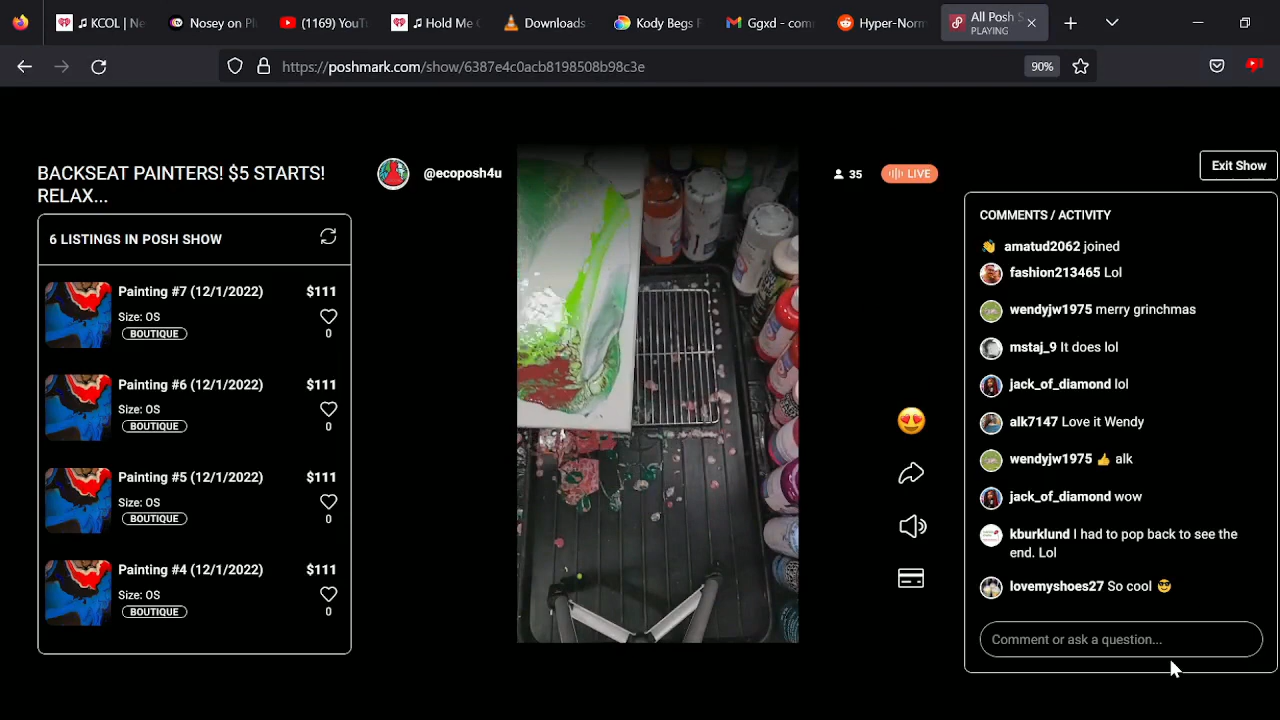 ♫ KCOL | Ne
Nosey on Pl
(1169) YouT
♫ Hold Me C
Downloads
Kody Begs F
Ggxd - com
Hyper-Norm
All Posh S
PLAYING
https://poshmark.com/show/6387e4c0acb8198508b98c3e
90%
BACKSEAT PAINTERS! $5 STARTS!
RELAX...
6 LISTINGS IN POSH SHOW
Painting #7 (12/1/2022) $111
Size: OS
BOUTIQUE 0
Painting #6 (12/1/2022) $111
Size: OS
BOUTIQUE 0
Painting #5 (12/1/2022) $111
Size: OS
BOUTIQUE 0
Painting #4 (12/1/2022) $111
Size: OS
BOUTIQUE 0
@ecoposh4u
35 LIVE
Exit Show
COMMENTS / ACTIVITY
👋 amatud2062 joined
fashion213465 Lol
wendyjw1975 merry grinchmas
mstaj_9 It does lol
jack_of_diamond lol
alk7147 Love it Wendy
wendyjw1975 👍 alk
jack_of_diamond wow
kburklund I had to pop back to see the
end. Lol
lovemyshoes27 So cool 😎
Comment or ask a question...